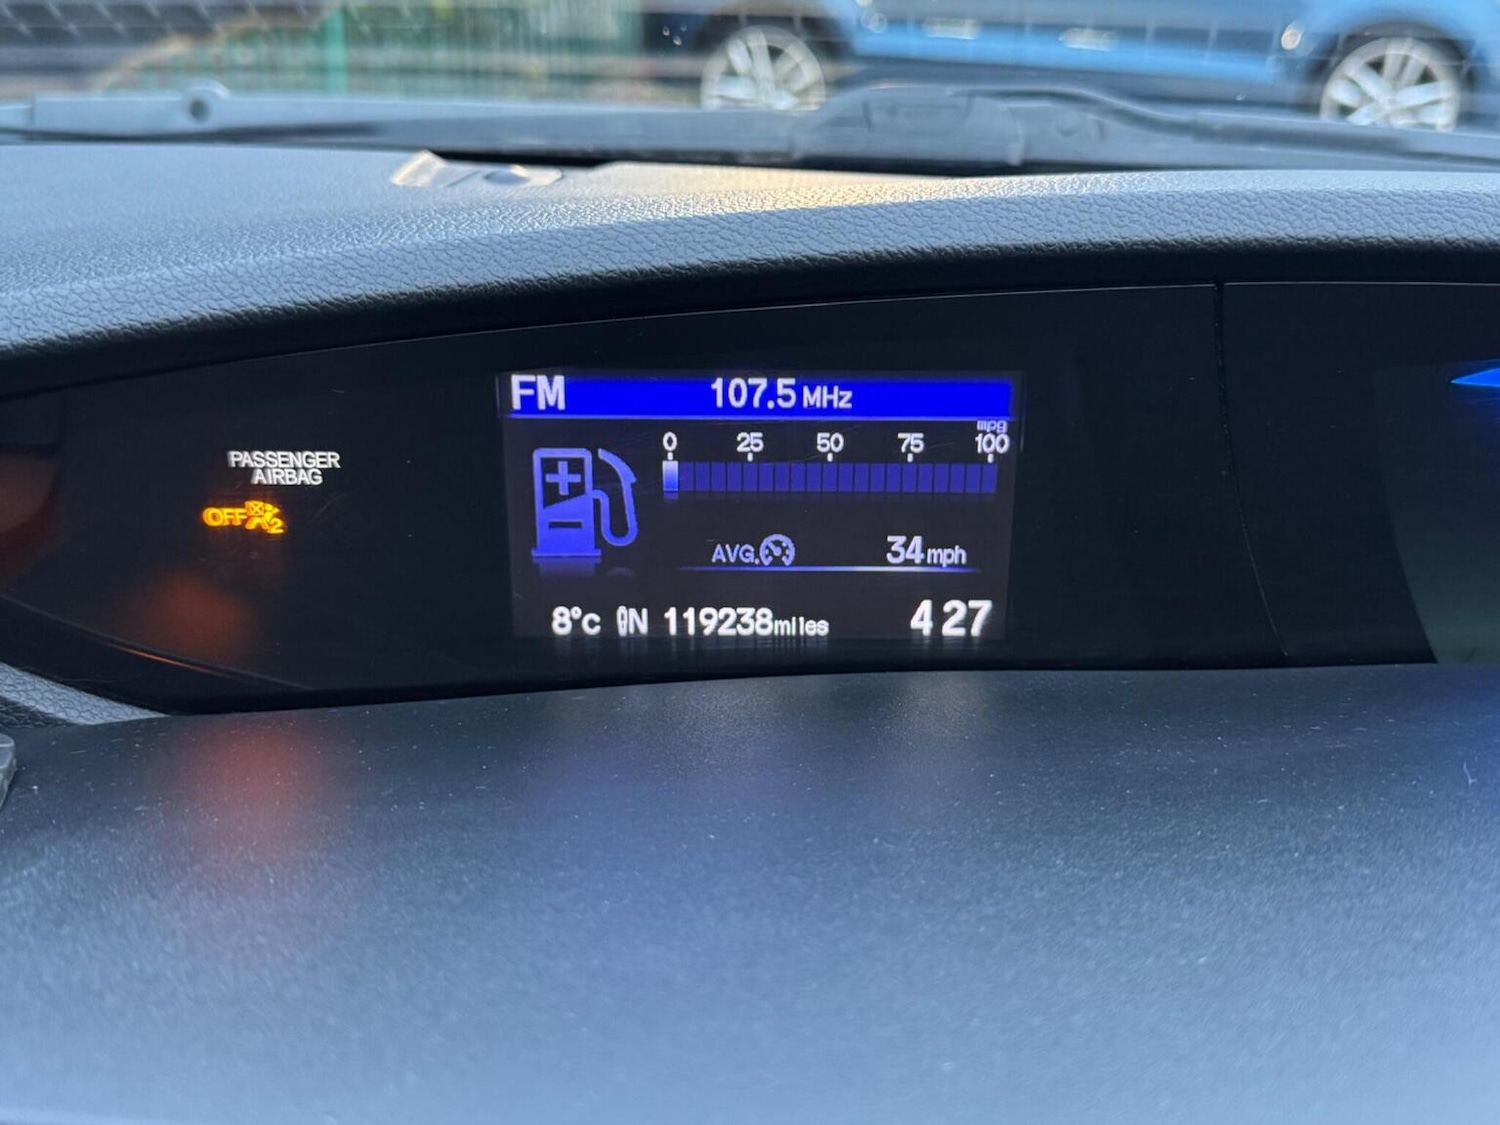 FM 107.5 MHz
mpg
0 25 50 75 100
PASSENGER
AIRBAG
OFF 2
AVG. 34 mph
8°c N 119238 miles 4 27